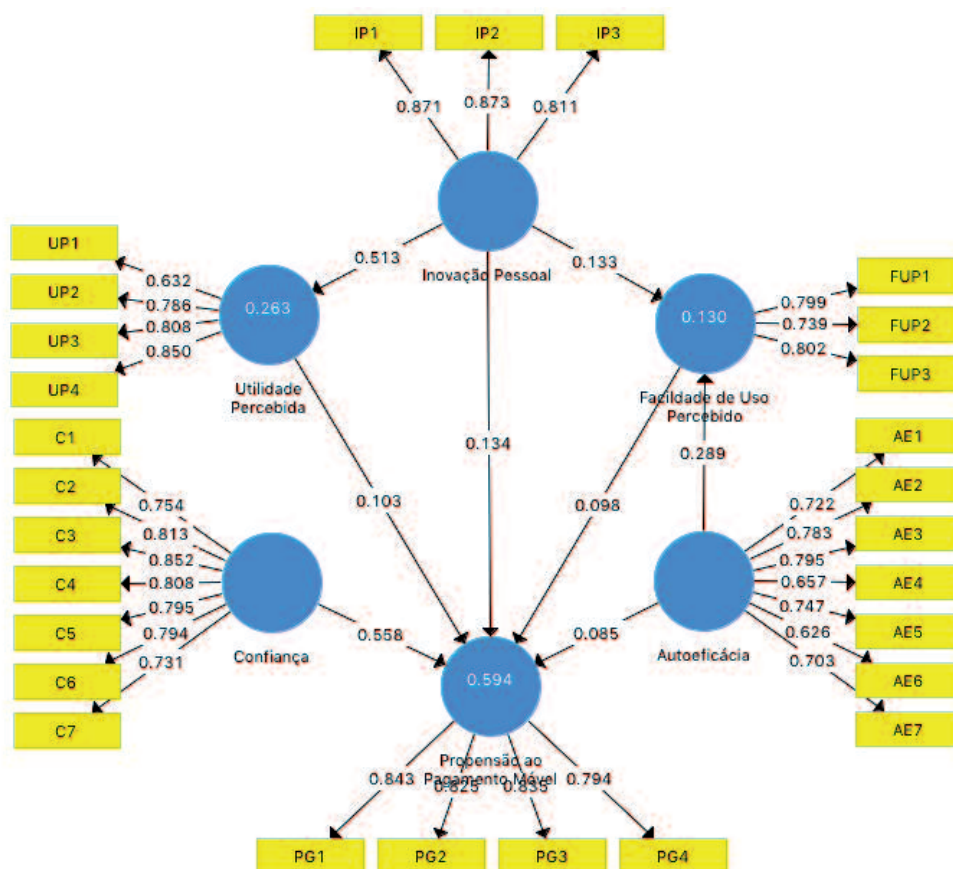 IP1
IP2
IP3
0.871
0.873
0.811
Inovação Pessoal
0.513
0.133
0.134
UP1
UP2
UP3
UP4
0.632
0.786
0.808
0.850
0.263
Utilidade
Percebida
0.103
0.130
Facildade de Uso
Percebido
0.799
0.739
0.802
FUP1
FUP2
FUP3
0.098
0.289
C1
C2
C3
C4
C5
C6
C7
0.754
0.813
0.852
0.808
0.795
0.794
0.731
Confiança
0.558
Autoeficácia
0.085
0.722
0.783
0.795
0.657
0.747
0.626
0.703
AE1
AE2
AE3
AE4
AE5
AE6
AE7
0.594
Propensão ao
Pagamento Móvel
0.843
0.825
0.835
0.794
PG1
PG2
PG3
PG4